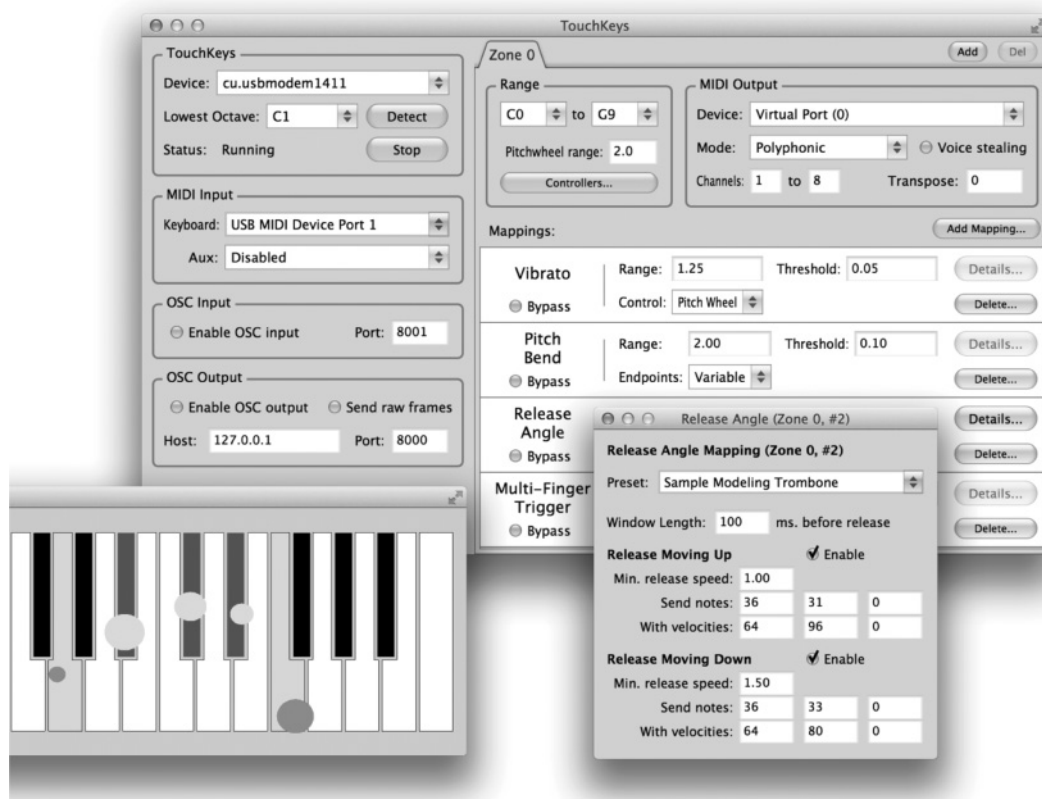 TouchKeys
TouchKeys
Device: cu.usbmodem1411
Lowest Octave: C1 Detect
Status: Running Stop
MIDI Input
Keyboard: USB MIDI Device Port 1
Aux: Disabled
OSC Input
Enable OSC input Port: 8001
OSC Output
Enable OSC output Send raw frames
Host: 127.0.0.1 Port: 8000
Zone 0 Add Del
Range
C0 to G9
Pitchwheel range: 2.0
Controllers...
MIDI Output
Device: Virtual Port (0)
Mode: Polyphonic Voice stealing
Channels: 1 to 8 Transpose: 0
Mappings: Add Mapping...
Vibrato Range: 1.25 Threshold: 0.05 Details...
Bypass Control: Pitch Wheel Delete...
Pitch
Bend Range: 2.00 Threshold: 0.10 Details...
Bypass Endpoints: Variable Delete...
Release
Angle Details...
Bypass Delete...
Multi-Finger
Trigger Details...
Bypass Delete...
Release Angle (Zone 0, #2)
Release Angle Mapping (Zone 0, #2)
Preset: Sample Modeling Trombone
Window Length: 100 ms. before release
Release Moving Up Enable
Min. release speed: 1.00
Send notes: 36 31 0
With velocities: 64 96 0
Release Moving Down Enable
Min. release speed: 1.50
Send notes: 36 33 0
With velocities: 64 80 0